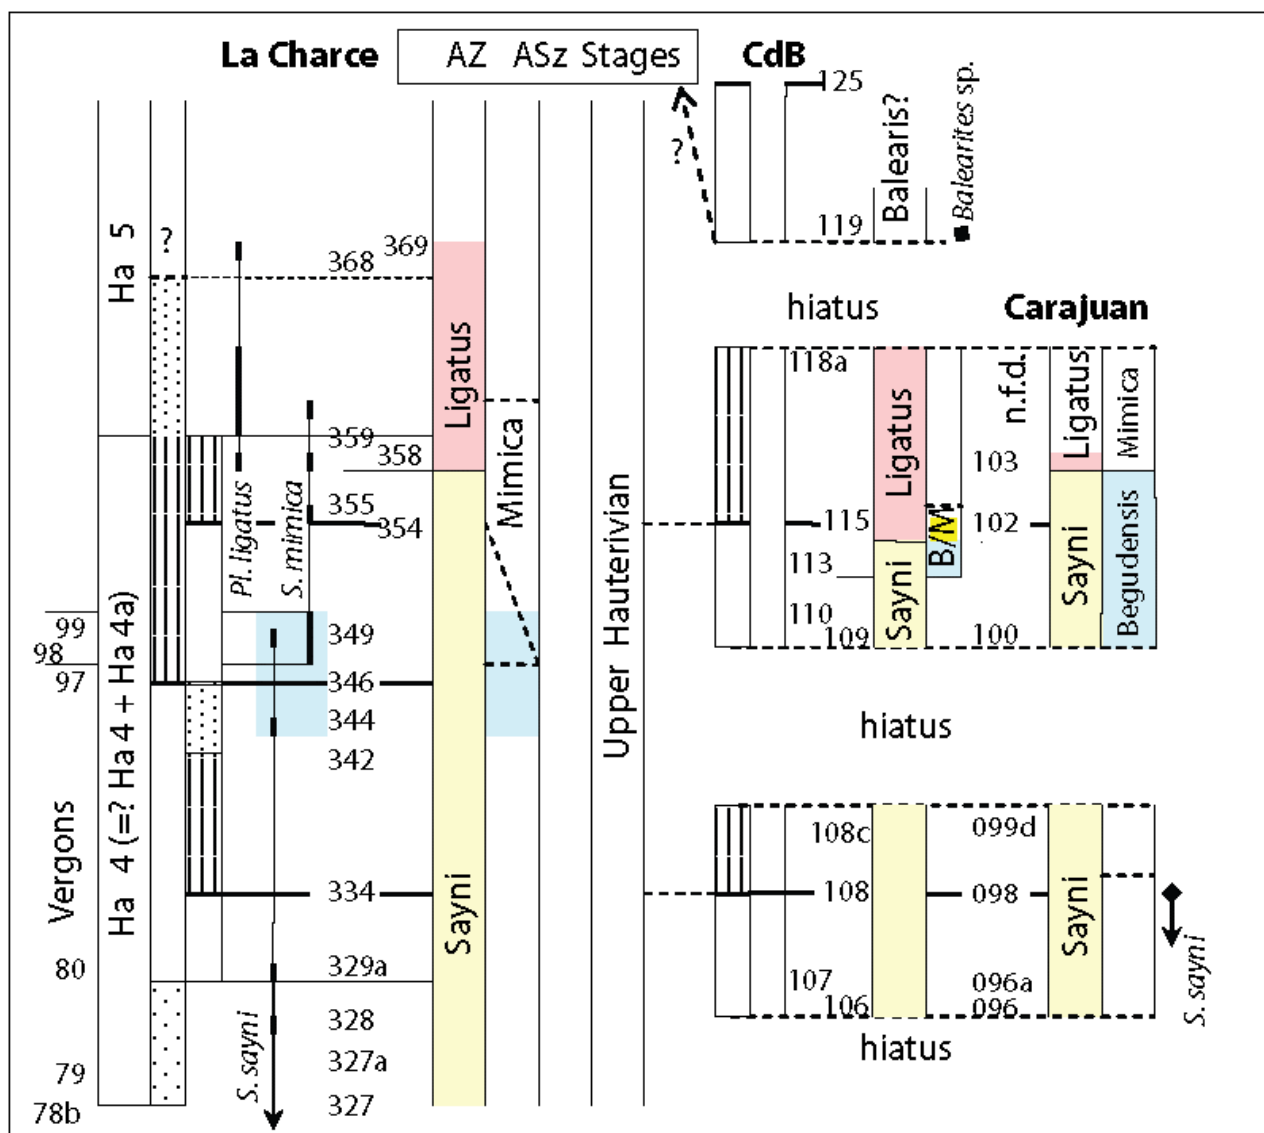 La Charce
AZ ASz Stages
CdB
125
Balearis?
Balearites sp.
?
119
Ha 5
?
369
368
hiatus
Carajuan
Ligatus
118a
Ligatus
n.f.d.
Ligatus
Mimica
359
358
103
Pl. ligatus
S. mimica
355
354
Mimica
115
B/M
102
113
Sayni
Sayni
Begudensis
99
349
110
98
109
100
97
346
Upper Hauterivian
344
hiatus
342
Vergons
Ha 4 (=? Ha 4 + Ha 4a)
108c
099d
334
Sayni
108
098
Sayni
S. sayni
80
329a
107
096a
106
096
328
hiatus
S. sayni
79
327a
78b
327